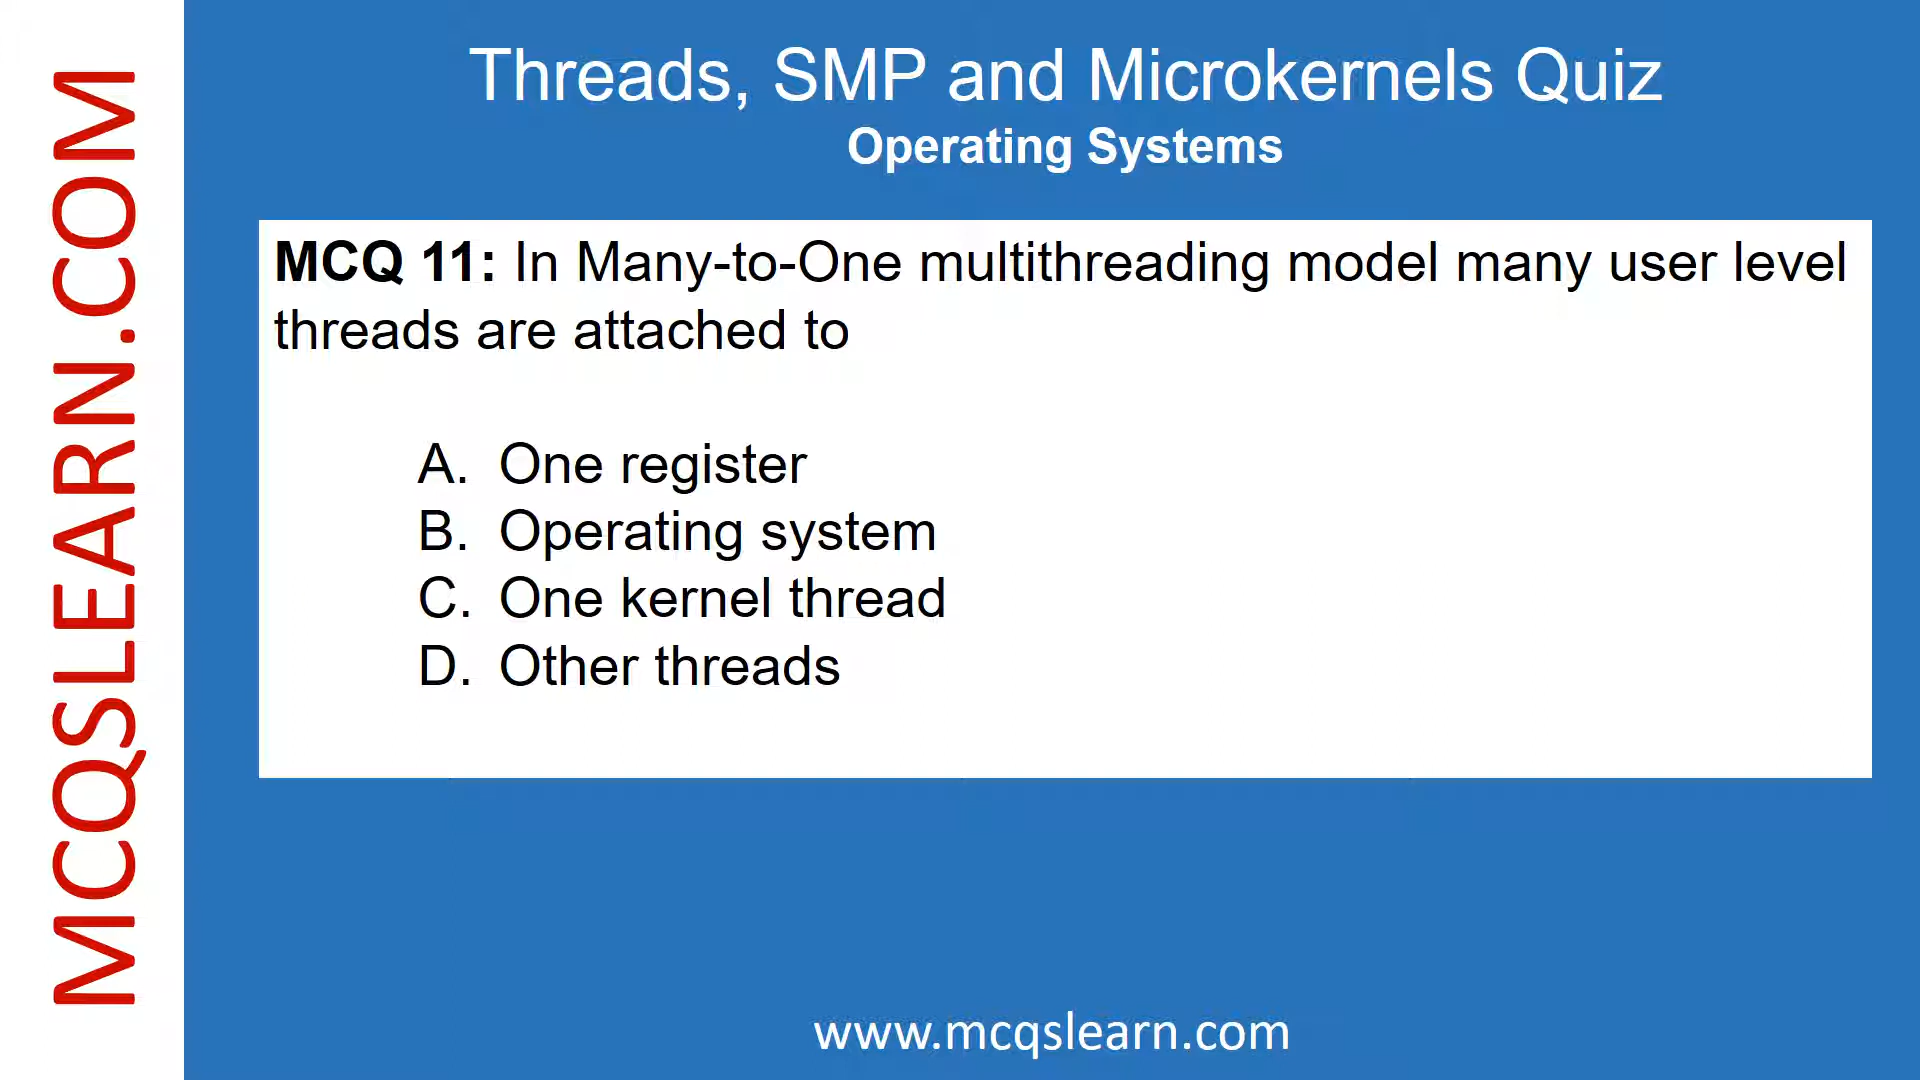 MCQSLEARN.COM
Threads, SMP and Microkernels Quiz
Operating Systems
MCQ 11: In Many-to-One multithreading model many user level
threads are attached to
A. One register
B. Operating system
C. One kernel thread
D. Other threads
www.mcqslearn.com